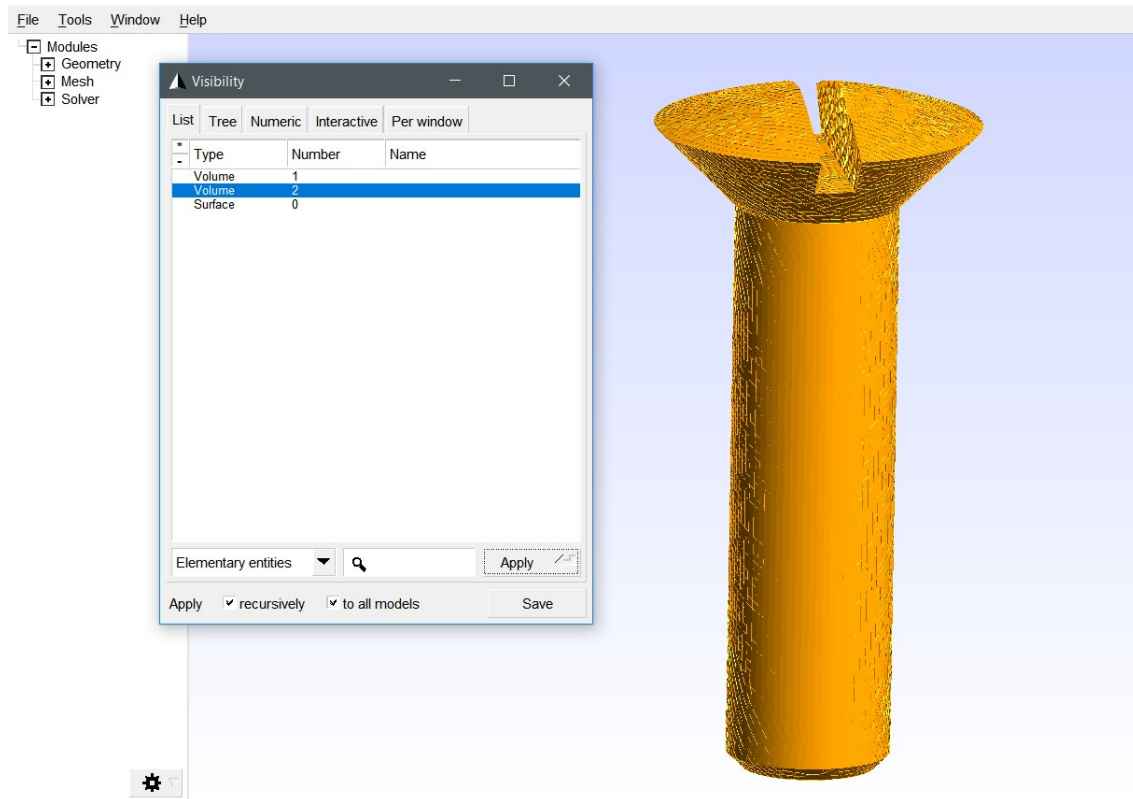 File Tools Window Help
Modules
Geometry
Mesh
Solver
Visibility
List Tree Numeric Interactive Per window
*
- Type Number Name
Volume 1
Volume 2
Surface 0
Elementary entities Apply
Apply recursively to all models Save